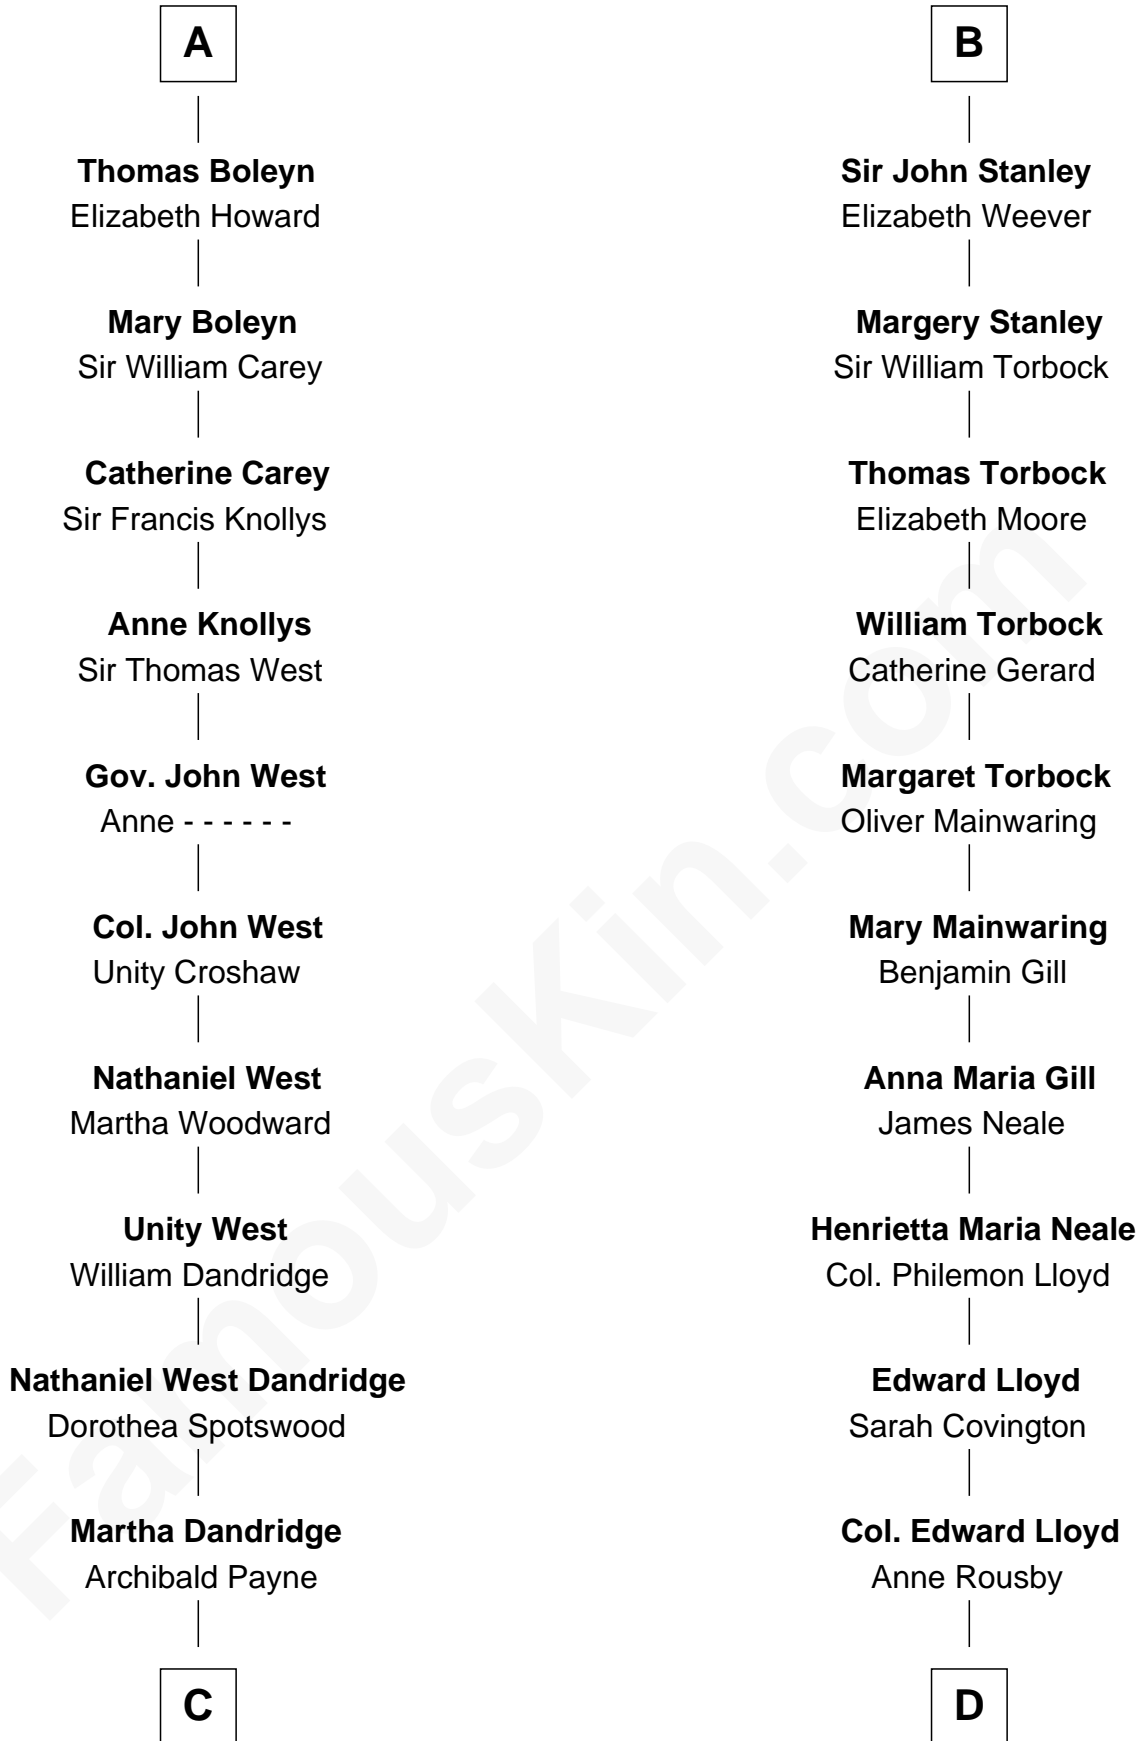 A
Thomas Boleyn
Elizabeth Howard
Mary Boleyn
Sir William Carey
Catherine Carey
Sir Francis Knollys
Anne Knollys
Sir Thomas West
Gov. John West
Anne - - - - - -
Col. John West
Unity Croshaw
Nathaniel West
Martha Woodward
Unity West
William Dandridge
Nathaniel West Dandridge
Dorothea Spotswood
Martha Dandridge
Archibald Payne
C
B
Sir John Stanley
Elizabeth Weever
Margery Stanley
Sir William Torbock
Thomas Torbock
Elizabeth Moore
William Torbock
Catherine Gerard
Margaret Torbock
Oliver Mainwaring
Mary Mainwaring
Benjamin Gill
Anna Maria Gill
James Neale
Henrietta Maria Neale
Col. Philemon Lloyd
Edward Lloyd
Sarah Covington
Col. Edward Lloyd
Anne Rousby
D
FamousKin.com